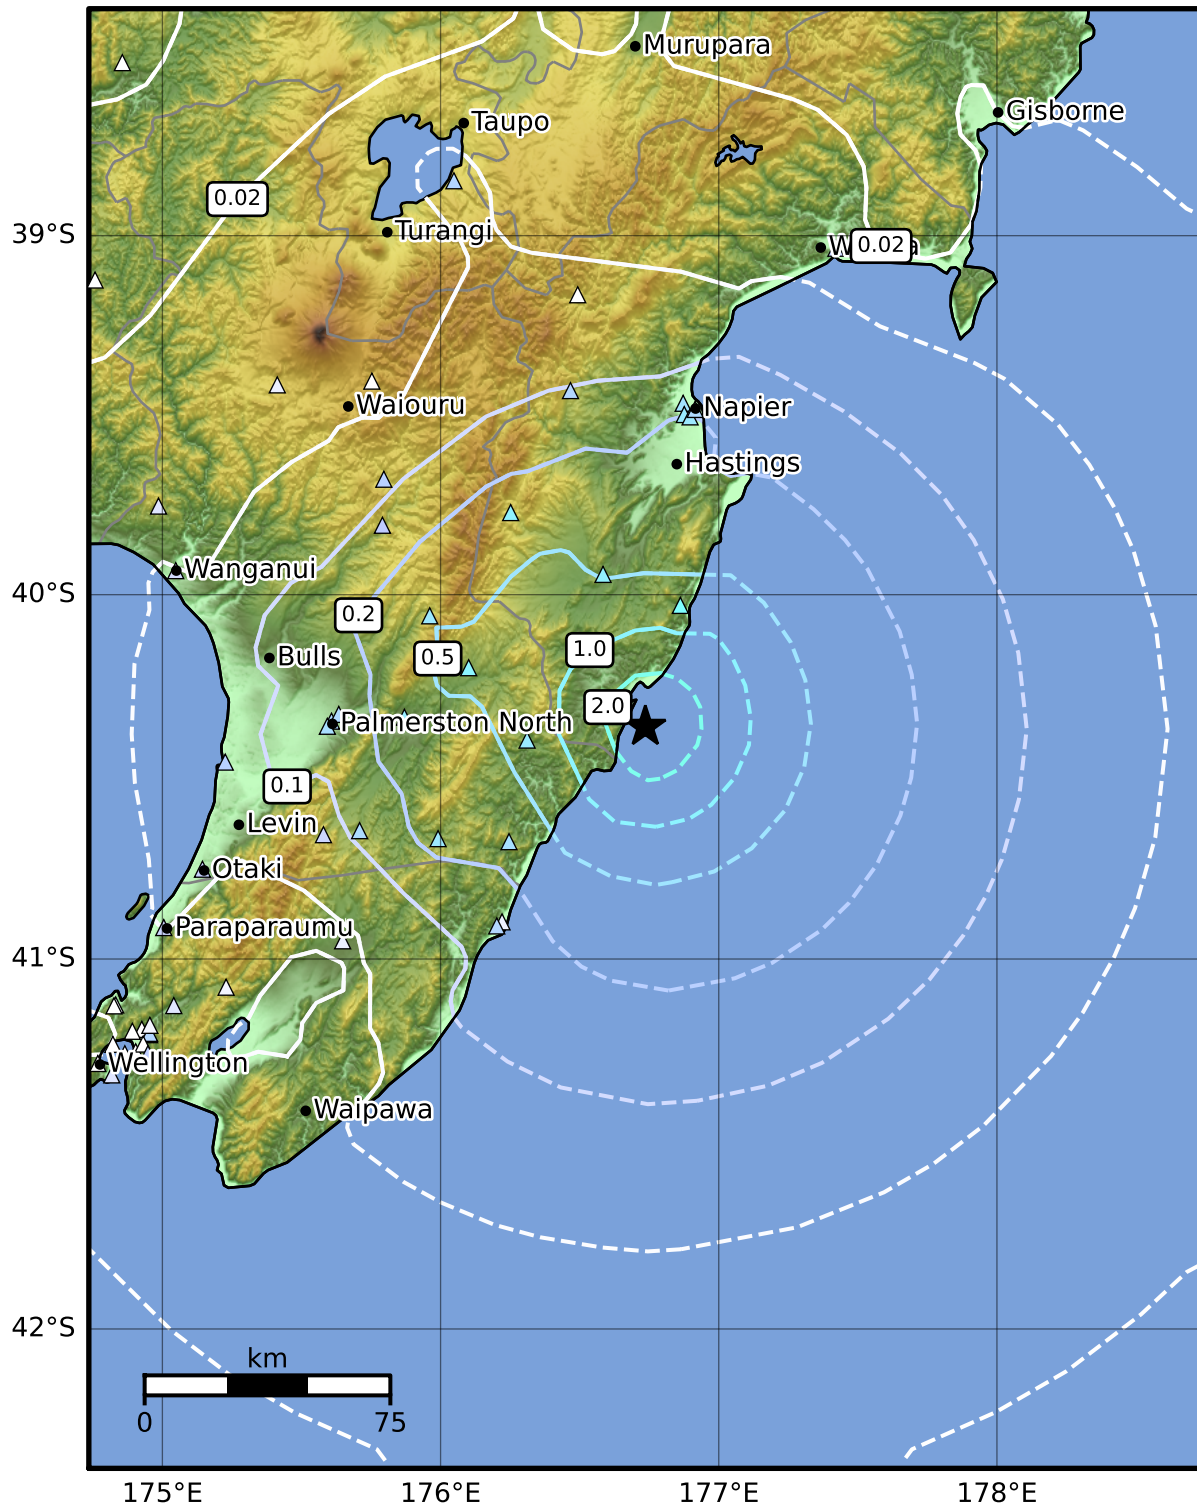 Murupara
Gisborne
Taupo
0.02
Turangi
39°S
0.02
Waiouru
Napier
Hastings
Wanganui
40°S
0.2
1.0
Bulls
0.5
2.0
Palmerston North
0.1
Levin
Otaki
Paraparaumu
41°S
Wellington
Waipawa
42°S
km
0
75
175°E
176°E
177°E
178°E